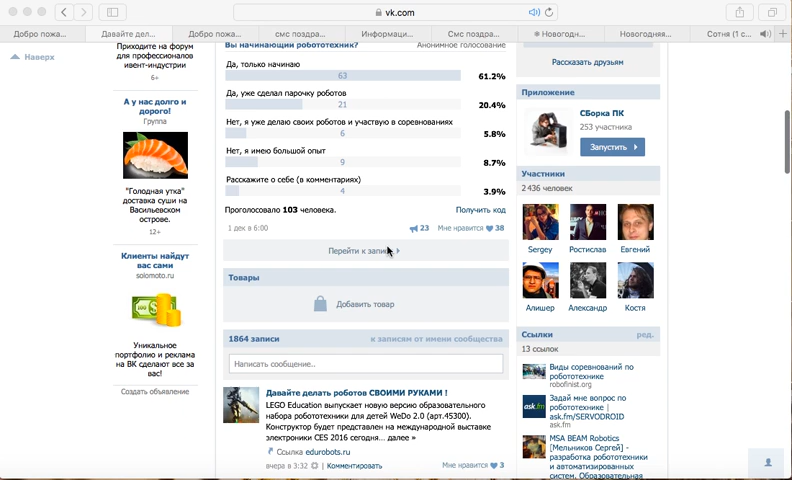 vk.com
Добро пожа...
Давайте дел...
Добро пожа...
смс поздра...
Информаци...
Смс поздра...
❄ Новогодн...
Новогодняя...
Сотня (1 с...
Наверх
Приходите на форум
для профессионалов
ивент-индустрии
6+
А у нас долго и
дорого!
Группа
"Голодная утка"
доставка суши на
Васильевском
острове.
12+
Клиенты найдут
вас сами
solomoto.ru
Уникальное
портфолио и реклама
на ВК сделают все за
вас!
Создать объявление
Вы начинающий робототехник?
Анонимное голосование
Да, только начинаю
63
61.2%
Да, уже сделал парочку роботов
21
20.4%
Нет, я уже делаю своих роботов и участвую в соревнованиях
6
5.8%
Нет, я имею большой опыт
9
8.7%
Расскажите о себе (в комментариях)
4
3.9%
Проголосовало 103 человека.
Получить код
1 дек в 6:00
23
Мне нравится 38
Перейти к записи
Товары
Добавить товар
1864 записи
к записям от имени сообщества
Написать сообщение..
Давайте делать роботов СВОИМИ РУКАМИ !
LEGO Education выпускает новую версию образовательного
набора робототехники для детей WeDo 2.0 (арт.45300).
Конструктор будет представлен на международной выставке
электроники CES 2016 сегодня... далее »
Ссылка edurobots.ru
вчера в 3:32 | Комментировать
Мне нравится 3
Рассказать друзьям
Приложение
СБорка ПК
253 участника
Запустить
Участники
2 436 человек
Sergey
Ростислав
Евгений
Алишер
Александр
Костя
Ссылки
ред.
13 ссылок
Виды соревнований по
робототехнике
robofinist.org
ask.fm
Задай мне вопрос по
робототехнике |
ask.fm/SERVODROID
ask.fm
MSA BEAM Robotics
[Мельников Сергей] -
разработка робототехники
и автоматизированных
систем. Образовательная